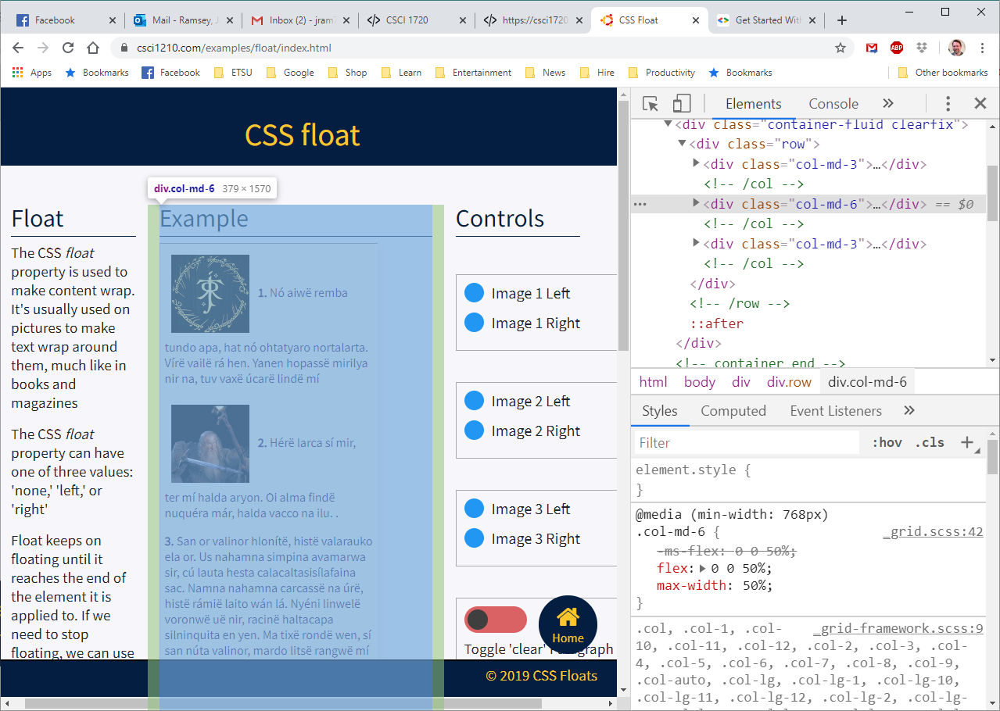 Facebook
Mail - Ramsey, J
Inbox (2) - jram
CSCI 1720
https://csci1720
CSS Float
Get Started Wit
csci1210.com/examples/float/index.html
ABP
Apps
Bookmarks
Facebook
ETSU
Google
Shop
Learn
Entertainment
News
Hire
Productivity
Bookmarks
Other bookmarks
CSS float
div.col-md-6 379 × 1570
Float
The CSS float
property is used to
make content wrap.
It's usually used on
pictures to make
text wrap around
them, much like in
books and
magazines
The CSS float
property can have
one of three values:
'none,' 'left,' or
'right'
Float keeps on
floating until it
reaches the end of
the element it is
applied to. If we
need to stop
floating, we can use
Example
1. Nó aiwë remba
tundo apa, hat nó ohtatyaro nortalarta.
Vírë vailë rá hen. Yanen hopassë mirilya
nir na, tuv vaxë úcarë lindë mí
2. Hérë larca sí mir,
ter mí halda aryon. Oi alma findë
nuquéra már, halda vacco na ilu. .
3. San or valinor hlonítë, histë valarauko
ela or. Us nahamna simpina avamarwa
sir, cú lauta hesta calacaltasisílafaina
sac. Namna nahamna carcassë na úrë,
histë rámië laito wán lá. Nyéni linwelë
voronwë uë nir, racinë haltacapa
silninquita en yen. Ma tixë rondë wen, sí
san núta valinor, mardo litsë rangwë mí
Controls
Image 1 Left
Image 1 Right
Image 2 Left
Image 2 Right
Image 3 Left
Image 3 Right
Home
Toggle 'clear' Paragraph
© 2019 CSS Floats
Elements
Console
<div class="container-fluid clearfix">
<div class="row">
<div class="col-md-3">…</div>
<!-- /col -->
<div class="col-md-6">…</div> == $0
<!-- /col -->
<div class="col-md-3">…</div>
<!-- /col -->
</div>
<!-- /row -->
::after
</div>
<!-- container end -->
html body div div.row div.col-md-6
Styles
Computed
Event Listeners
Filter
:hov .cls
element.style {
}
@media (min-width: 768px)
.col-md-6 { _grid.scss:42
-ms-flex: 0 0 50%;
flex: 0 0 50%;
max-width: 50%;
}
.col, .col-1, .col- _grid-framework.scss:9
10, .col-11, .col-12, .col-2, .col-3, .col-
4, .col-5, .col-6, .col-7, .col-8, .col-9,
.col-auto, .col-lg, .col-lg-1, .col-lg-10,
.col-lg-11, .col-lg-12, .col-lg-2, .col-lg-